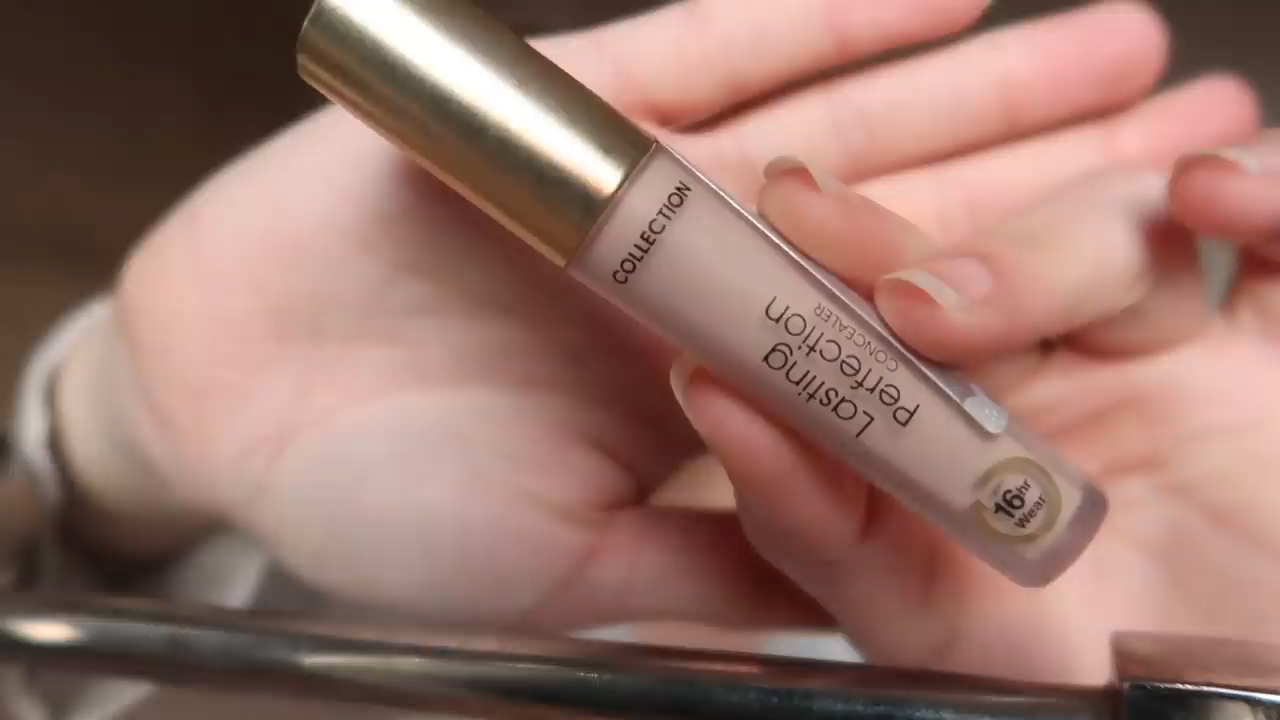 COLLECTION
Lasting
Perfection
CONCEALER
16hr
Wear